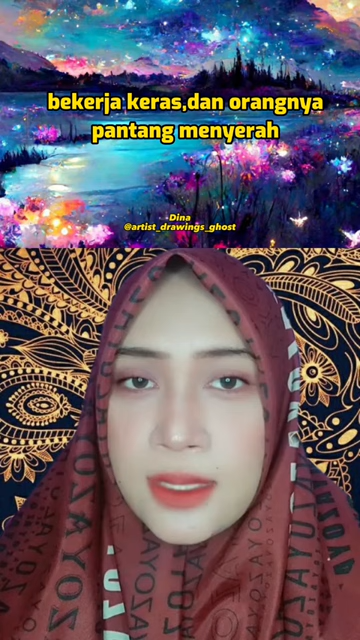 bekerja keras,dan orangnya
pantang menyerah
Dina
@artist_drawings_ghost